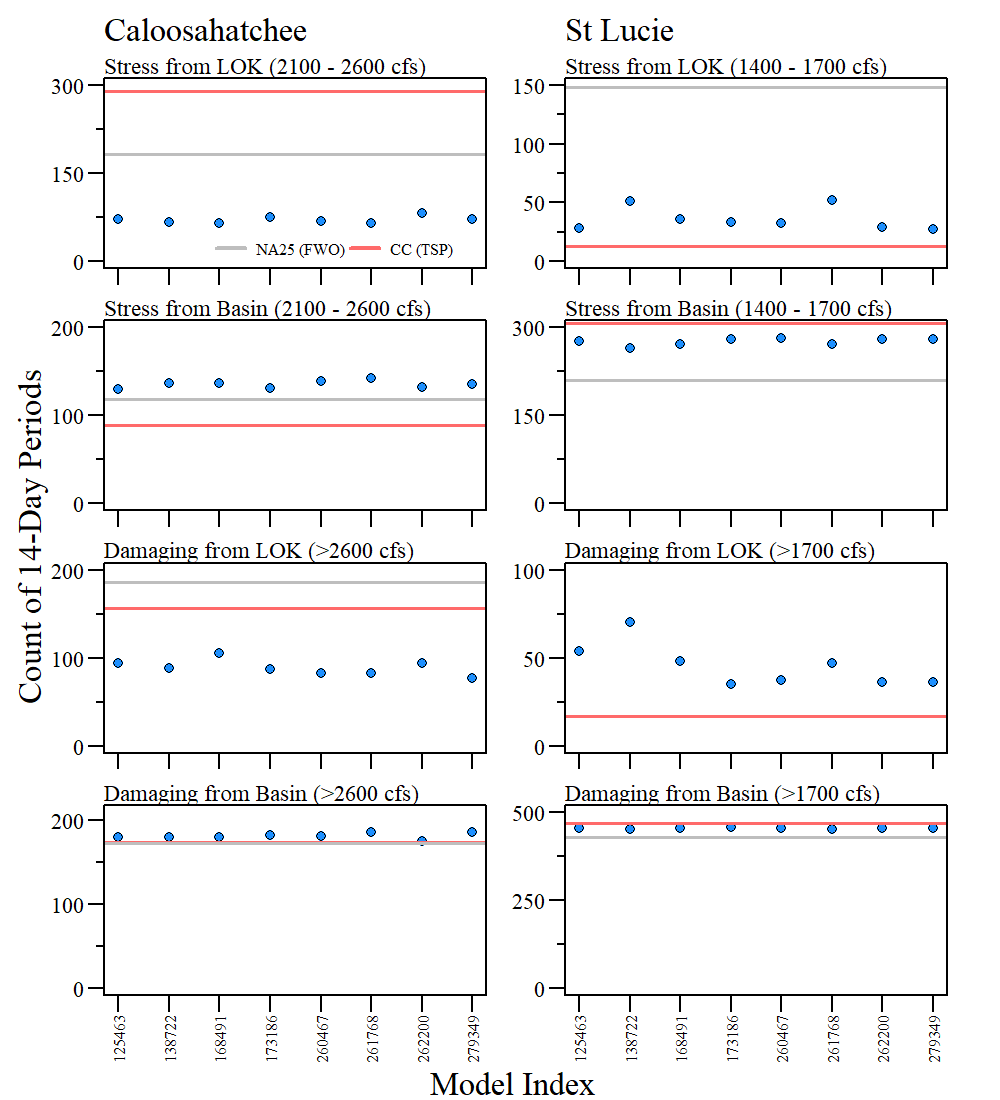 Caloosahatchee
St Lucie
Stress from LOK (2100 - 2600 cfs)
Stress from LOK (1400 - 1700 cfs)
300
150
0
NA25 (FWO)
CC (TSP)
150
100
50
0
Stress from Basin (2100 - 2600 cfs)
Stress from Basin (1400 - 1700 cfs)
200
100
0
300
150
0
Damaging from LOK (>2600 cfs)
Damaging from LOK (>1700 cfs)
200
100
0
100
50
0
Damaging from Basin (>2600 cfs)
Damaging from Basin (>1700 cfs)
200
100
0
500
250
0
125463
138722
168491
173186
260467
261768
262200
279349
125463
138722
168491
173186
260467
261768
262200
279349
Count of 14-Day Periods
Model Index